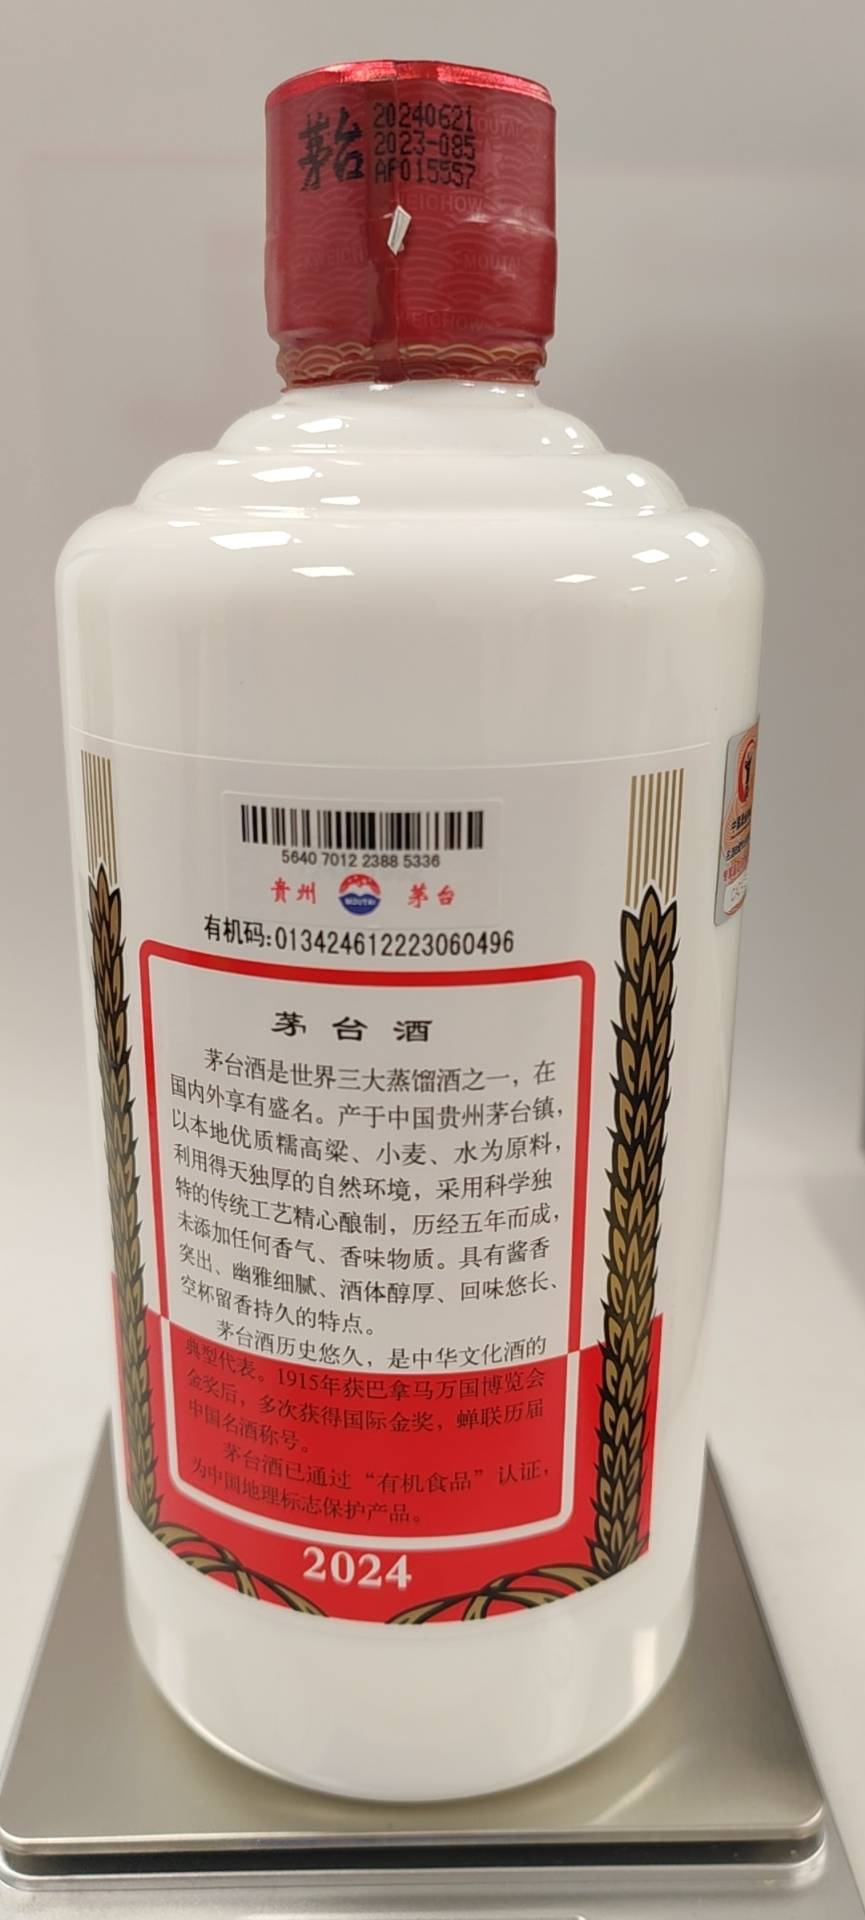 茅台
20240621
2023-085
AF015557
MOUTAI
WEICHOW
KWEICH
MOUTAI
WEICHOW
5640 7012 2388 5336
贵州 MOUTAI 茅台
有机码:0134246122230604​96
茅台酒
茅台酒是世界三大蒸馏酒之一，在
国内外享有盛名。产于中国贵州茅台镇，
以本地优质糯高粱、小麦、水为原料，
利用得天独厚的自然环境，采用科学独
特的传统工艺精心酿制，历经五年而成，
未添加任何香气、香味物质。具有酱香
突出、幽雅细腻、酒体醇厚、回味悠长、
空杯留香持久的特点。
茅台酒历史悠久，是中华文化酒的
典型代表。1915年获巴拿马万国博览会
金奖后，多次获得国际金奖，蝉联历届
中国名酒称号。
茅台酒已通过“有机食品”认证，
为中国地理标志保护产品。
2024